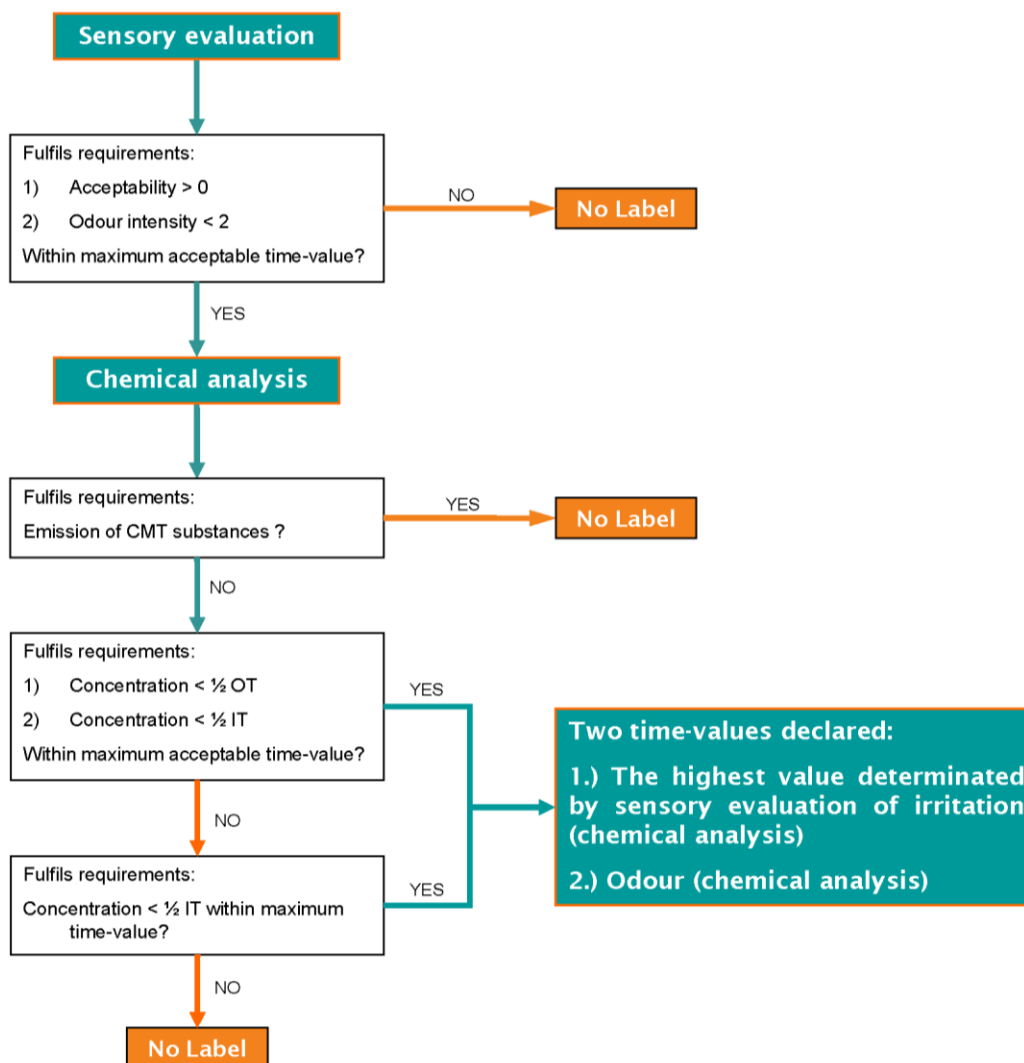 Sensory evaluation
Fulfils requirements:
1) Acceptability > 0
2) Odour intensity < 2
Within maximum acceptable time-value?
NO
No Label
YES
Chemical analysis
Fulfils requirements:
Emission of CMT substances ?
YES
No Label
NO
Fulfils requirements:
1) Concentration < ½ OT
2) Concentration < ½ IT
Within maximum acceptable time-value?
YES
NO
Fulfils requirements:
Concentration < ½ IT within maximum
time-value?
YES
Two time-values declared:
1.) The highest value determinated
by sensory evaluation of irritation
(chemical analysis)
2.) Odour (chemical analysis)
NO
No Label